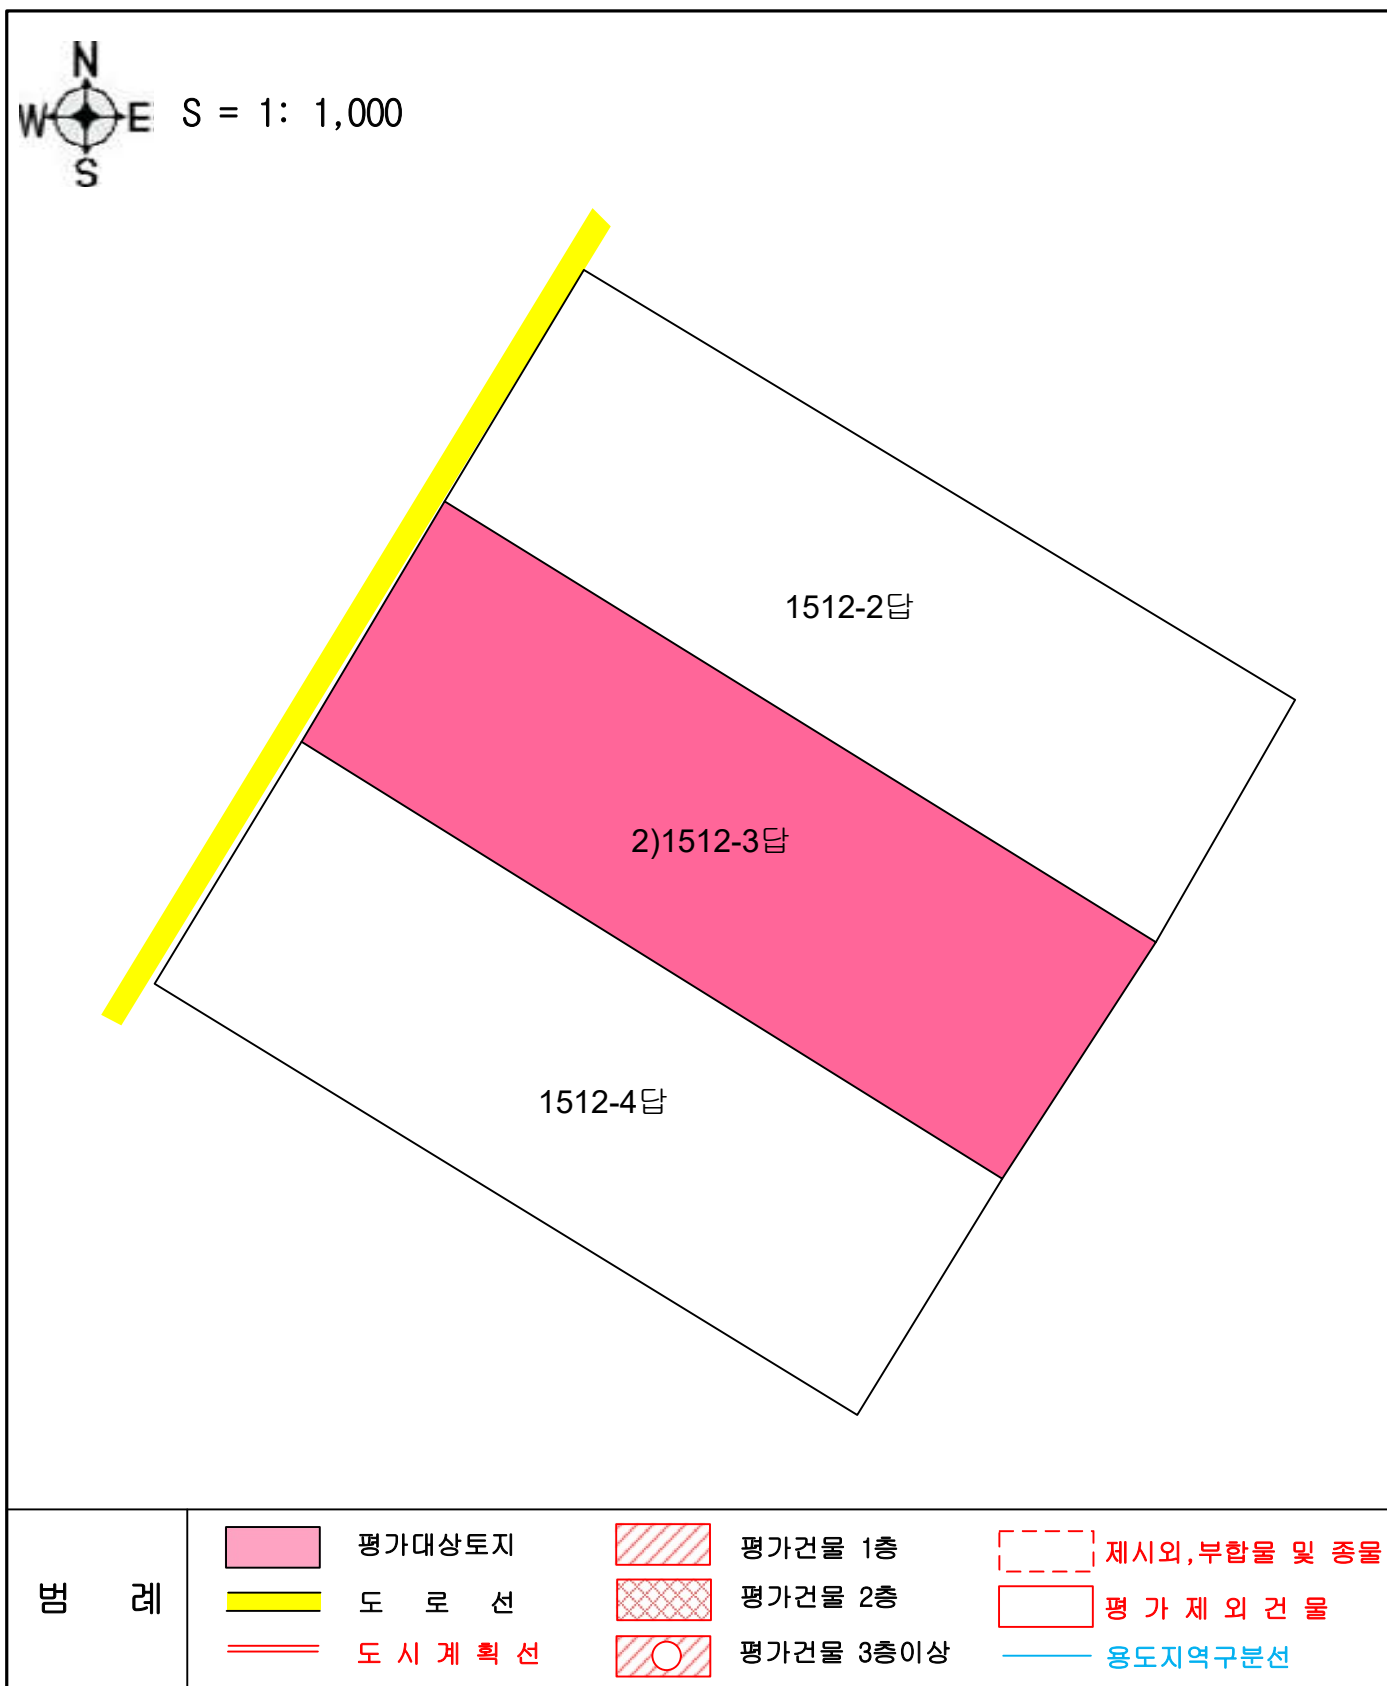 N
W E S = 1: 1,000
S
1512-2답
2)1512-3답
1512-4답
범 례
평가대상토지
도 로 선
도 시 계 획 선
평가건물 1층
평가건물 2층
평가건물 3층이상
제시외,부합물 및 종물
평 가 제 외 건 물
용도지역구분선